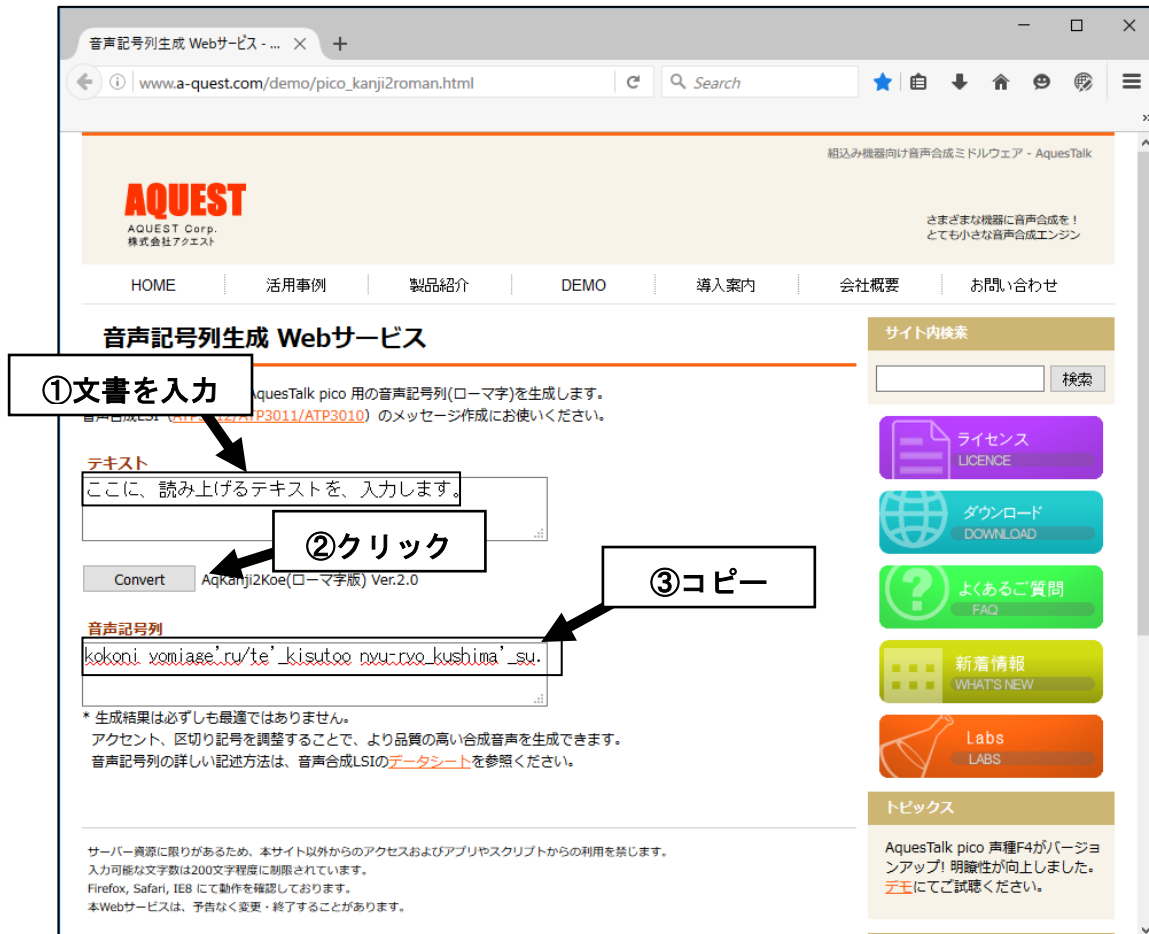 音声記号列生成 Webサービス - ...
www.a-quest.com/demo/pico_kanji2roman.html
Search
組込み機器向け音声合成ミドルウェア - AquesTalk
AQUEST
AQUEST Corp.
株式会社アクエスト
さまざまな機器に音声合成を!
とても小さな音声合成エンジン
HOME 活用事例 製品紹介 DEMO 導入案内 会社概要 お問い合わせ
音声記号列生成 Webサービス
①文書を入力
AquesTalk pico 用の音声記号列(ローマ字)を生成します。
音声合成LSI(ATP3012/ATP3011/ATP3010)のメッセージ作成にお使いください。
テキスト
ここに、読み上げるテキストを、入力します。
②クリック
Convert AqKanji2Koe(ローマ字版) Ver.2.0
③コピー
音声記号列
kokoni yomiage'ru/te'_kisutoo nyu-ryo_kushima'_su.
* 生成結果は必ずしも最適ではありません。
アクセント、区切り記号を調整することで、より品質の高い合成音声を生成できます。
音声記号列の詳しい記述方法は、音声合成LSIのデータシートを参照ください。
サーバー資源に限りがあるため、本サイト以外からのアクセスおよびアプリやスクリプトからの利用を禁じます。
入力可能な文字数は200文字程度に制限されています。
Firefox, Safari, IE8 にて動作を確認しております。
本Webサービスは、予告なく変更・終了することがあります。
サイト内検索
検索
ライセンス
LICENCE
ダウンロード
DOWNLOAD
よくあるご質問
FAQ
新着情報
WHAT'S NEW
Labs
LABS
トピックス
AquesTalk pico 声種F4がバージョ
ンアップ! 明瞭性が向上しました。
デモにてご試聴ください。